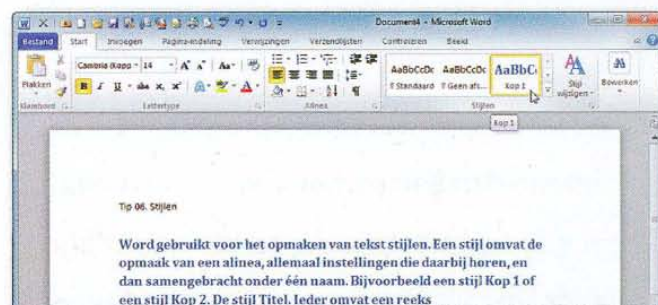 Document4 - Microsoft Word
Bestand Start Invoegen Pagina-indeling Verwijzingen Verzendlijsten Controleren Beeld
Cambria (Kopp 14 A A Aa
Plakken B I U abc x, x² A A
AaBbCcDc AaBbCcDc AaBbC
¶ Standaard ¶ Geen afs... Kop 1
Stijl wijzigen
Bewerken
Klembord Lettertype Alinea Stijlen
Kop 1
Tip 06. Stijlen
Word gebruikt voor het opmaken van tekst stijlen. Een stijl omvat de
opmaak van een alinea, allemaal instellingen die daarbij horen, en
dan samengebracht onder één naam. Bijvoorbeeld een stijl Kop 1 of
een stijl Kop 2. De stijl Titel. Ieder omvat een reeks